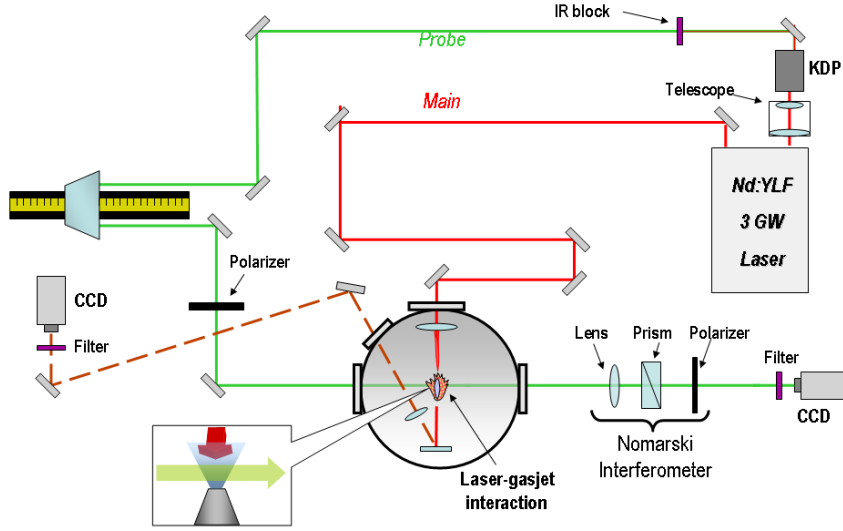 IR block
Probe
KDP
Telescope
Main
Nd:YLF
3 GW
Laser
Polarizer
CCD
Filter
Lens
Prism
Polarizer
Filter
CCD
Nomarski
Interferometer
Laser-gasjet
interaction